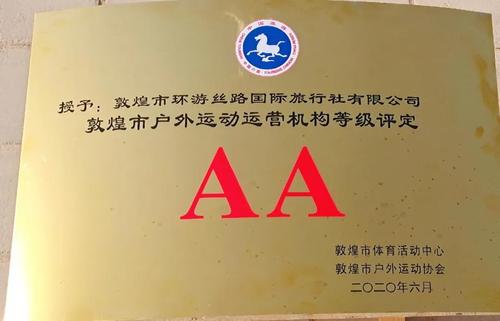 授予：敦煌市环游丝路国际旅行社有限公司
敦煌市户外运动运营机构等级评定
AA
敦煌市体育活动中心
敦煌市户外运动协会
二〇二〇年六月